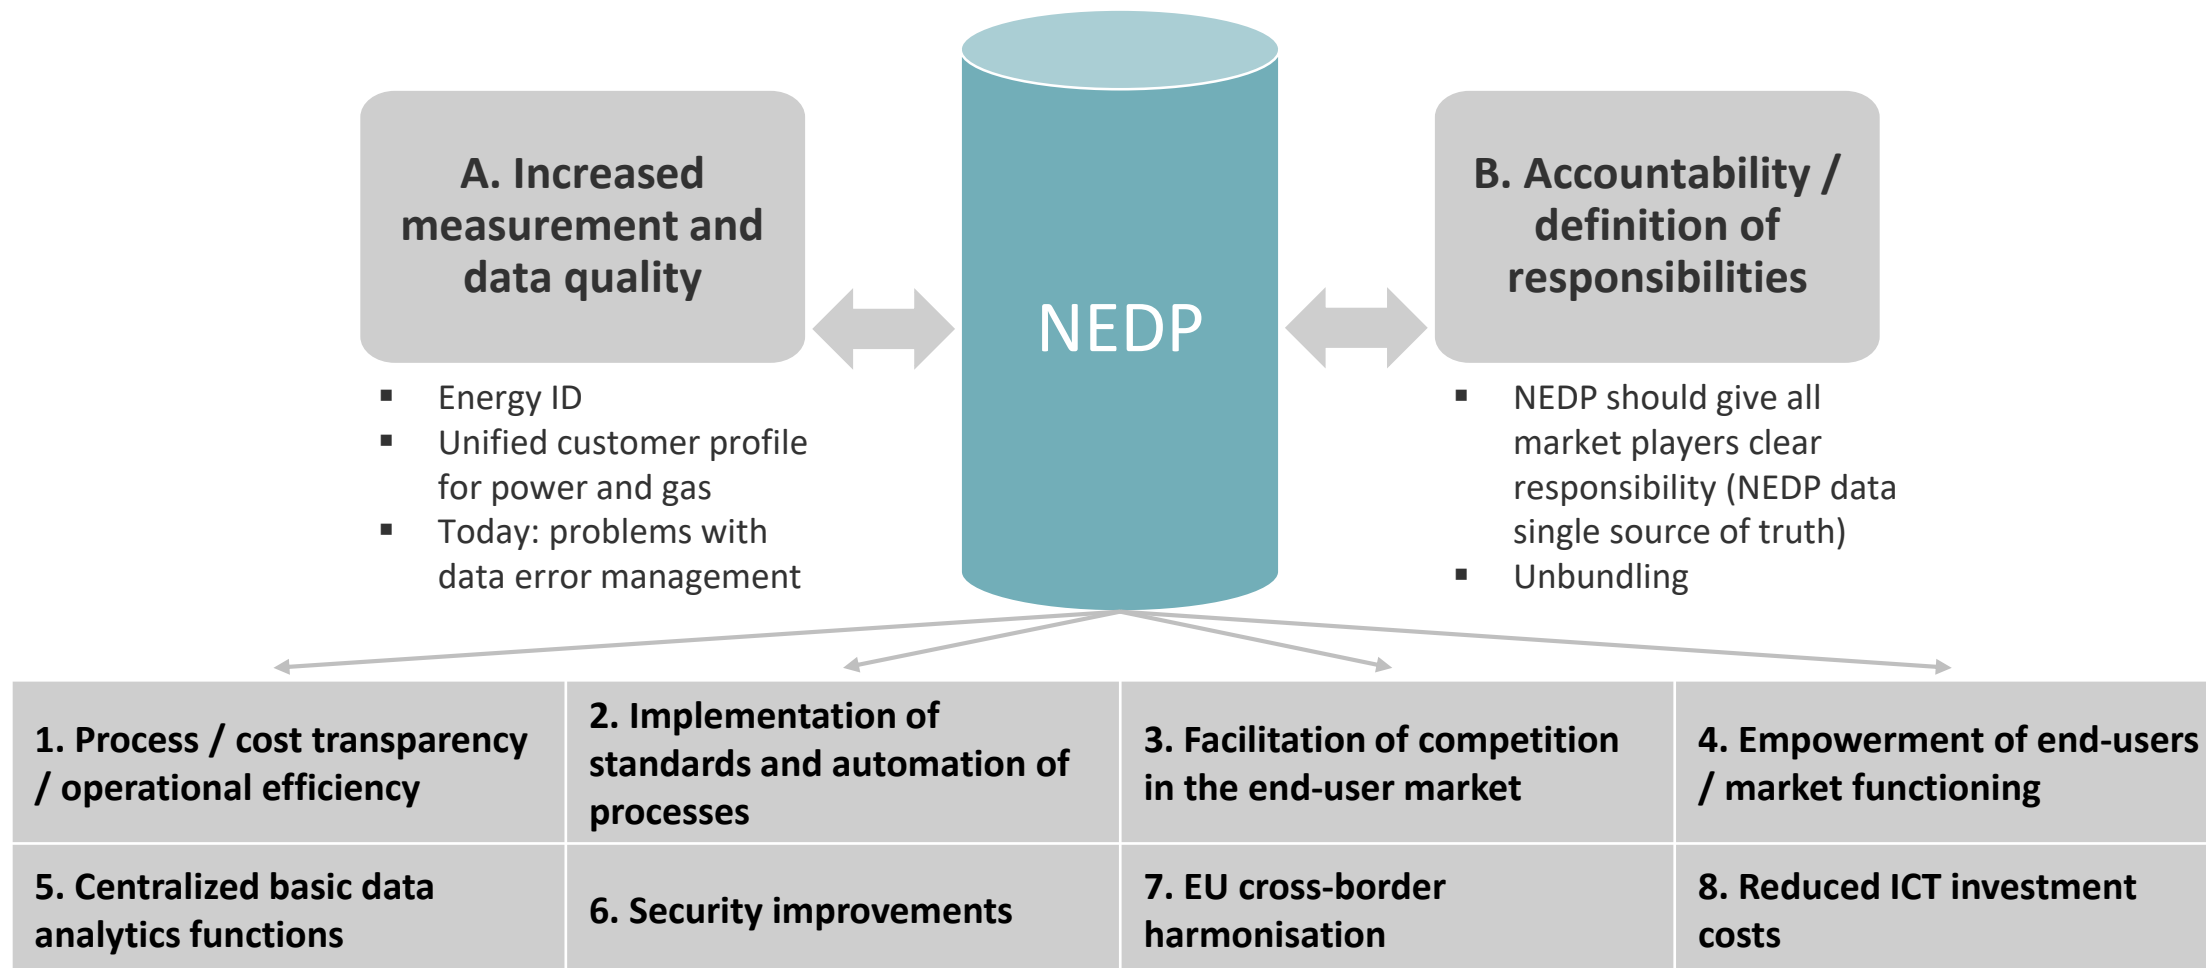 A. Increased
measurement and
data quality
▪ Energy ID
▪ Unified customer profile
for power and gas
▪ Today: problems with
data error management
NEDP
B. Accountability /
definition of
responsibilities
▪ NEDP should give all
market players clear
responsibility (NEDP data
single source of truth)
▪ Unbundling
1. Process / cost transparency
/ operational efficiency
2. Implementation of
standards and automation of
processes
3. Facilitation of competition
in the end-user market
4. Empowerment of end-users
/ market functioning
5. Centralized basic data
analytics functions
6. Security improvements
7. EU cross-border
harmonisation
8. Reduced ICT investment
costs